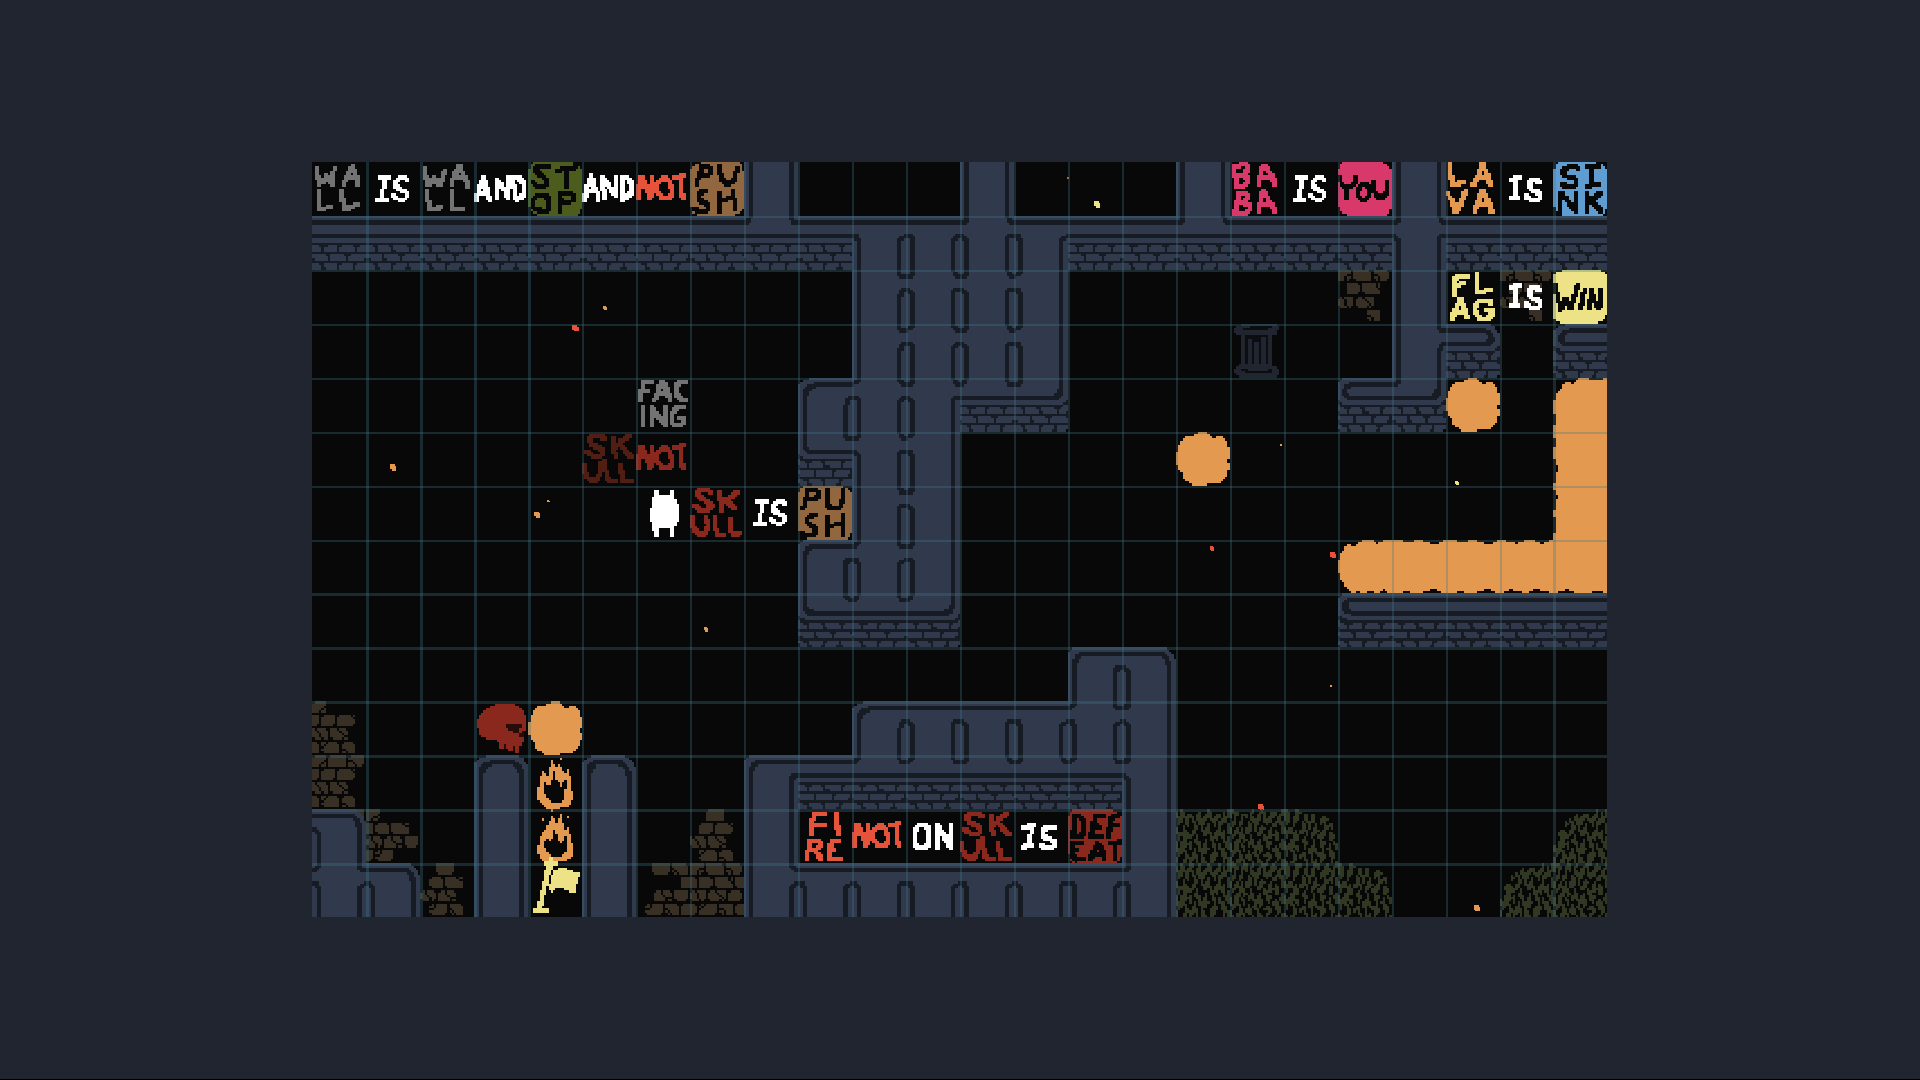 WALL IS WALL AND STOP AND NOT PUSH BABA IS YOU LAVA IS SINK
FLAG IS WIN
FACING
SKULL NOT
SKULL IS PUSH
FIRE NOT ON SKULL IS DEFEAT